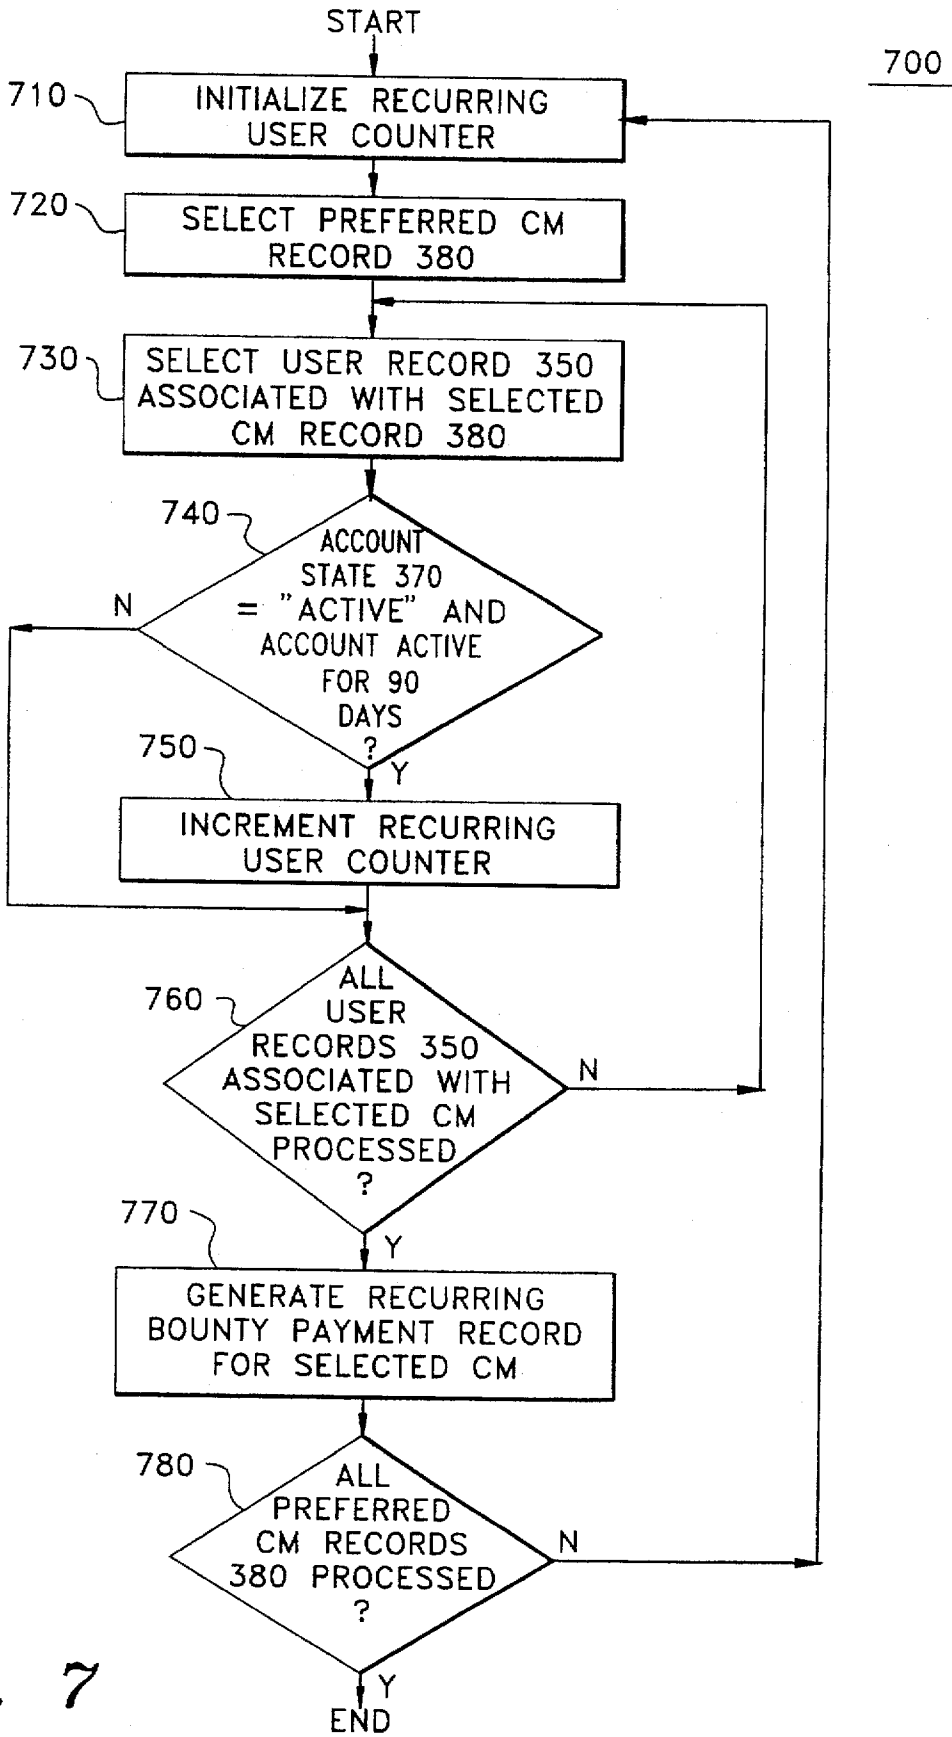 START
700
710
INITIALIZE RECURRING
USER COUNTER
720
SELECT PREFERRED CM
RECORD 380
730
SELECT USER RECORD 350
ASSOCIATED WITH SELECTED
CM RECORD 380
740
ACCOUNT
STATE 370
= "ACTIVE" AND
ACCOUNT ACTIVE
FOR 90
DAYS
?
N
Y
750
INCREMENT RECURRING
USER COUNTER
760
ALL
USER
RECORDS 350
ASSOCIATED WITH
SELECTED CM
PROCESSED
?
N
Y
770
GENERATE RECURRING
BOUNTY PAYMENT RECORD
FOR SELECTED CM
780
ALL
PREFERRED
CM RECORDS
380 PROCESSED
?
N
Y
END
. 7